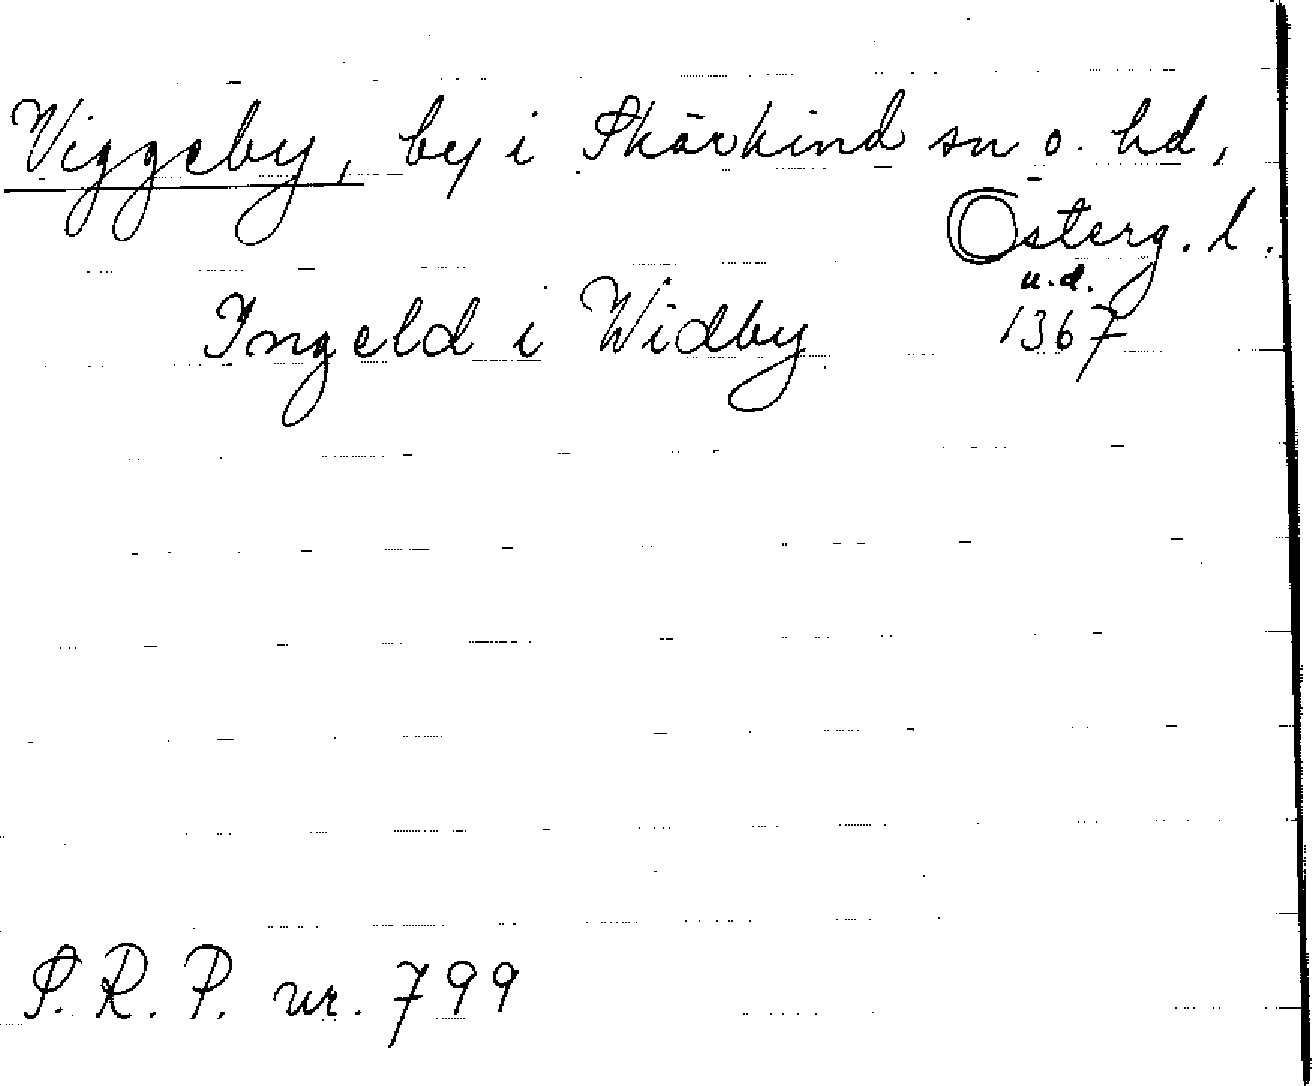 Viggeby, by i Skärkind sn o. hd,
Österg. l.
u.d.
Ingeld i Widby 1367
S.R.P. nr. 799